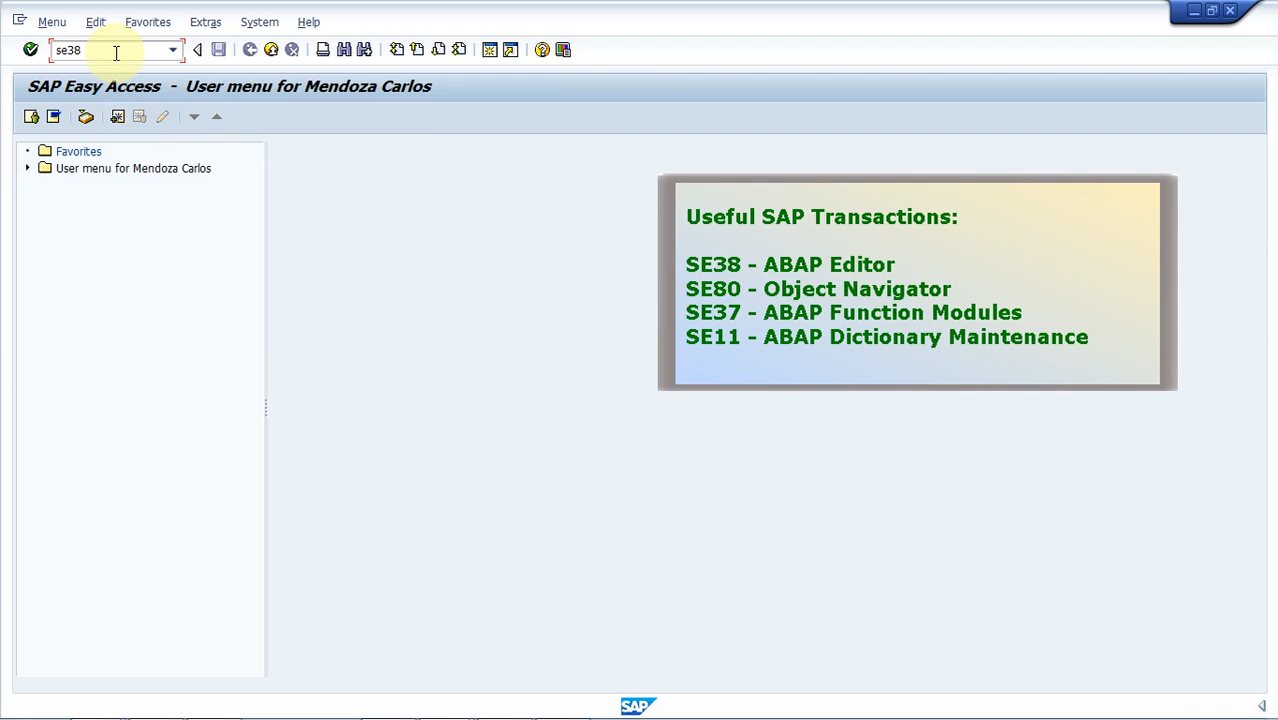 Menu Edit Favorites Extras System Help
se38
SAP Easy Access - User menu for Mendoza Carlos
Favorites
User menu for Mendoza Carlos
Useful SAP Transactions:
SE38 - ABAP Editor
SE80 - Object Navigator
SE37 - ABAP Function Modules
SE11 - ABAP Dictionary Maintenance
SAP